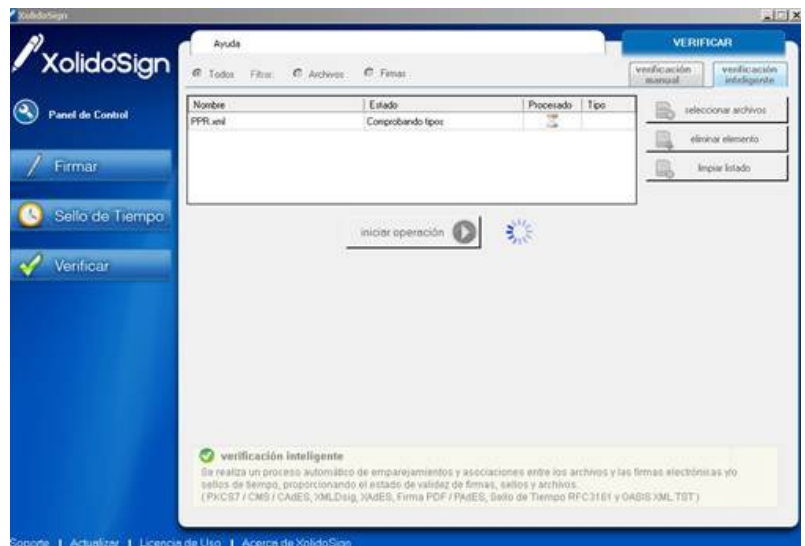 XolidoSign
XolidoSign
Ayuda
VERIFICAR
Todos Filtrar: Archivos Firmas
verificación manual
verificación inteligente
Panel de Control
Nombre Estado Procesado Tipo
PPR.xml Comprobando tipos
seleccionar archivos
eliminar elemento
limpiar listado
Firmar
Sello de Tiempo
Verificar
iniciar operación
verificación inteligente
Se realiza un proceso automático de emparejamientos y asociaciones entre los archivos y las firmas electrónicas y/o
sellos de tiempo, proporcionando el estado de validez de firmas, sellos y archivos.
( PKCS7 / CMS / CAdES, XMLDsig, XAdES, Firma PDF / PAdES, Sello de Tiempo RFC3161 y OASIS XML TST )
Soporte | Actualizar | Licencia de Uso | Acerca de XolidoSign